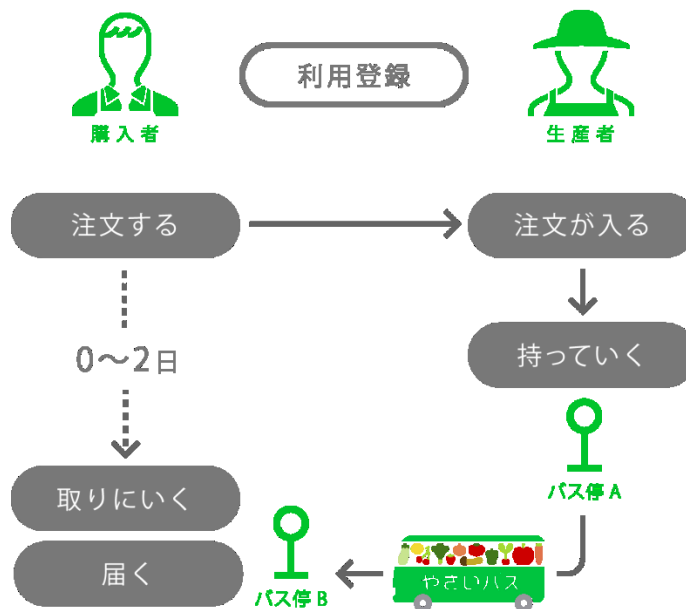 利用登録
購入者
生産者
注文する
注文が入る
0〜2日
持っていく
バス停 A
取りにいく
届く
バス停 B
やさいバス